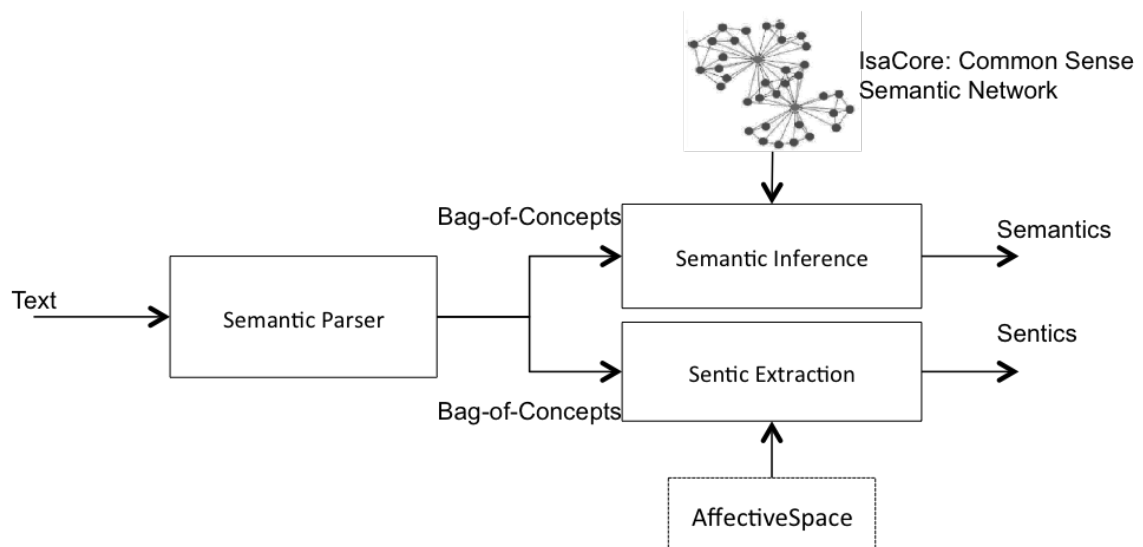 IsaCore: Common Sense
Semantic Network
Bag-of-Concepts
Semantic Inference
Semantics
Text
Semantic Parser
Sentic Extraction
Sentics
Bag-of-Concepts
AffectiveSpace